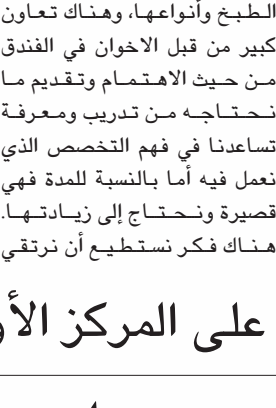 الطبخ وأنواعها، وهناك تعاون
كبير من قبل الاخوان في الفندق
من حيث الاهتمام وتقديم ما
نحتاجه من تدريب ومعرفة
تساعدنا في فهم التخصص الذي
نعمل فيه أما بالنسبة للمدة فهي
قصيرة ونحتاج إلى زيادتها.
هناك فكر نستطيع أن نرتقي
على المركز